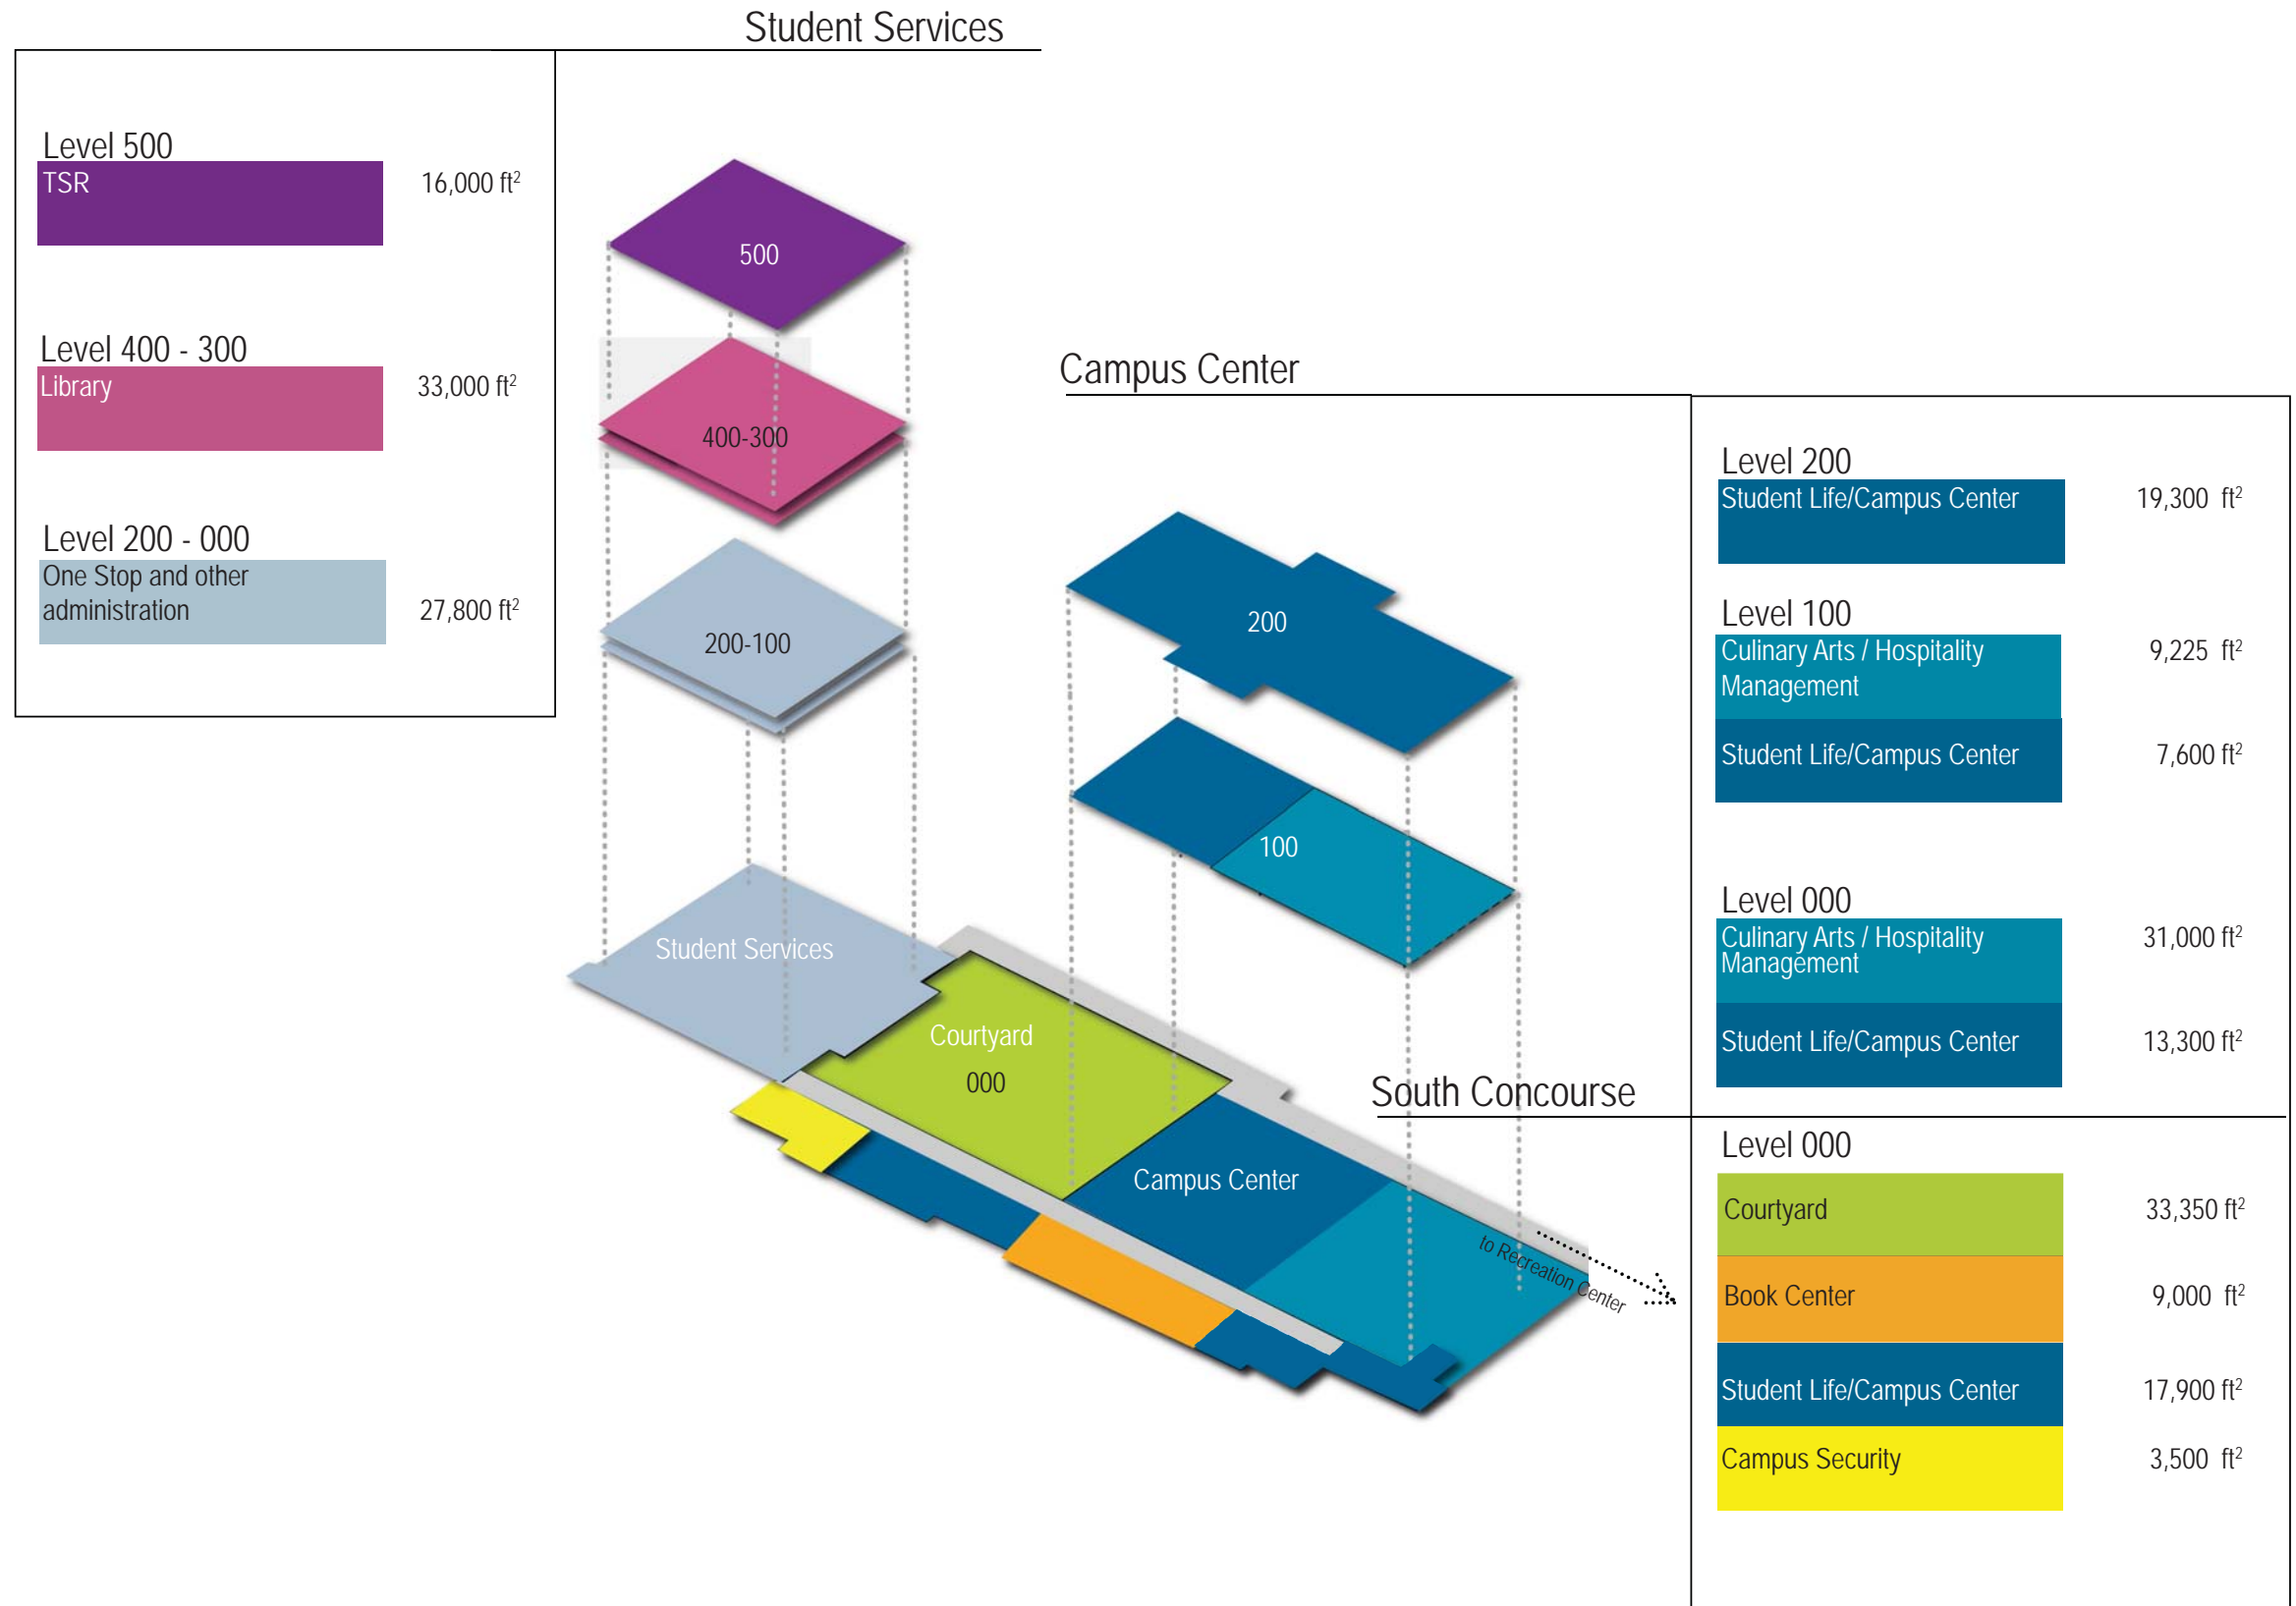 Student Services
Level 500
TSR
16,000 ft²
Level 400 - 300
Library
33,000 ft²
Level 200 - 000
One Stop and other
administration
27,800 ft²
500
400-300
200-100
Student Services
Courtyard
000
Campus Center
200
100
Campus Center
to Recreation Center
Level 200
Student Life/Campus Center
19,300 ft²
Level 100
Culinary Arts / Hospitality
Management
9,225 ft²
Student Life/Campus Center
7,600 ft²
Level 000
Culinary Arts / Hospitality
Management
31,000 ft²
Student Life/Campus Center
13,300 ft²
South Concourse
Level 000
Courtyard
33,350 ft²
Book Center
9,000 ft²
Student Life/Campus Center
17,900 ft²
Campus Security
3,500 ft²